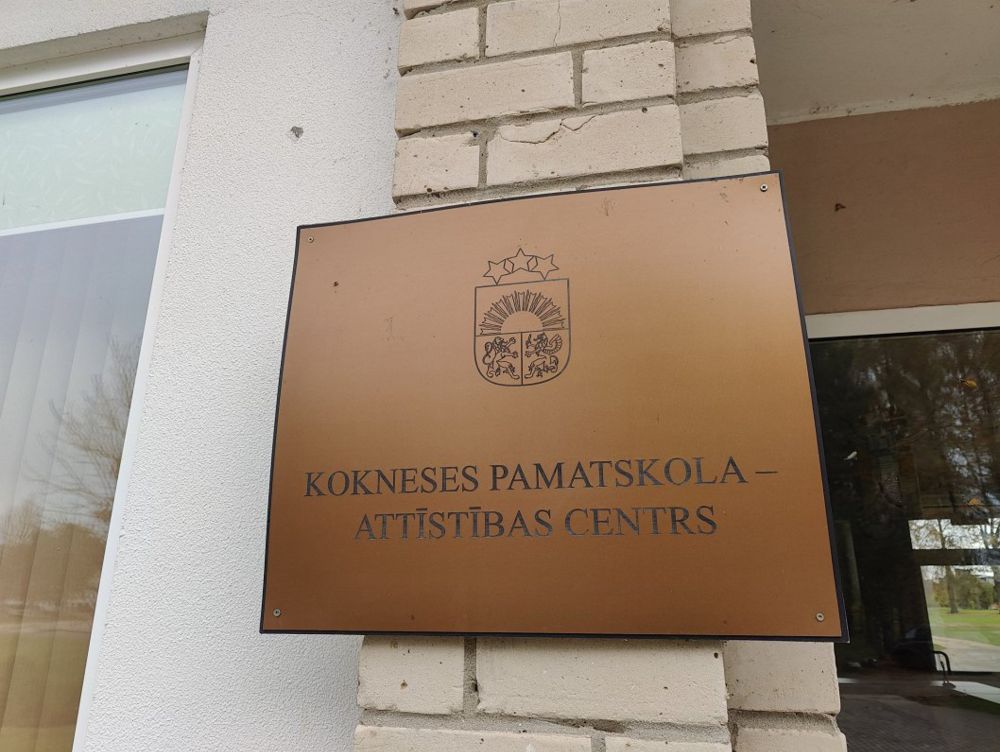 KOKNESES PAMATSKOLA –
ATTĪSTĪBAS CENTRS